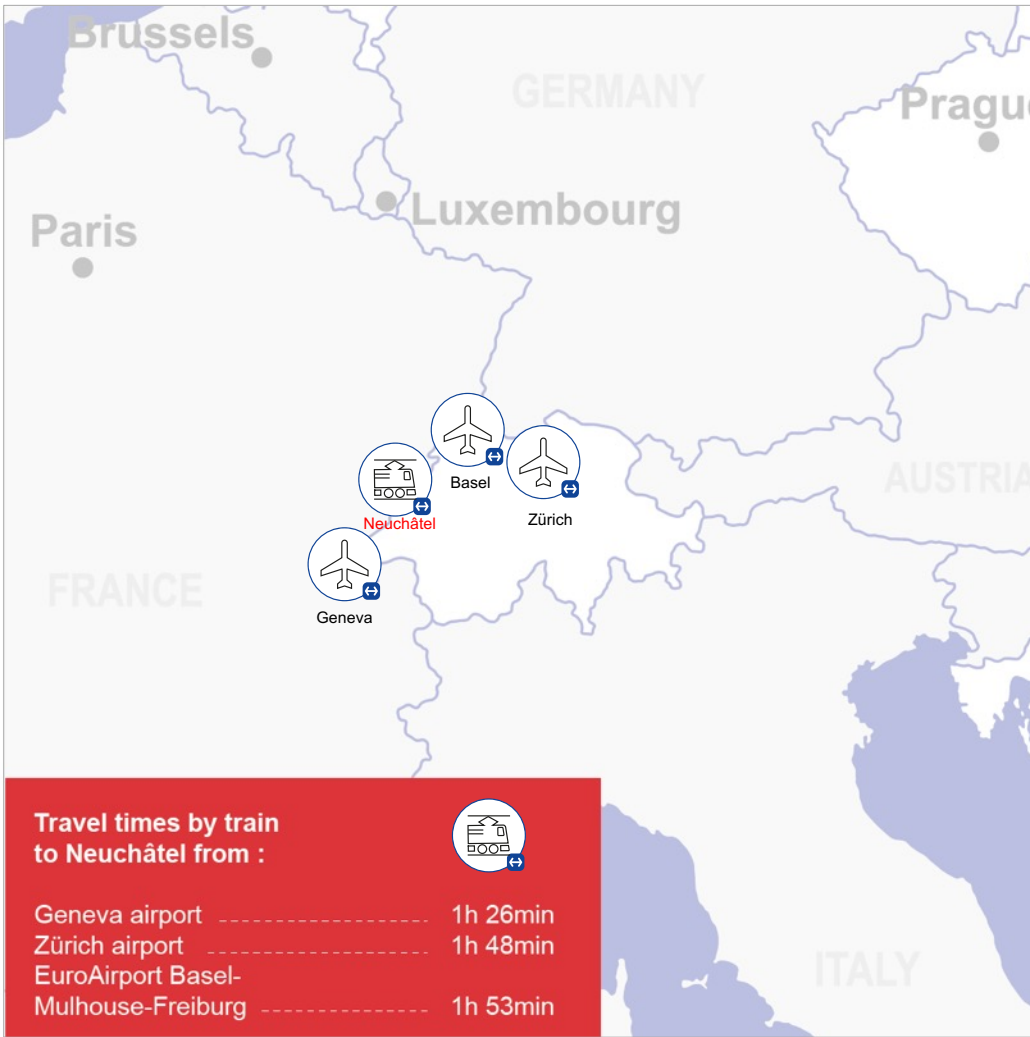 Brussels
GERMANY
Prague
Luxembourg
Paris
Basel
Zürich
AUSTRIA
Neuchâtel
FRANCE
Geneva
Travel times by train
to Neuchâtel from :
Geneva airport 1h 26min
Zürich airport 1h 48min
EuroAirport Basel-
Mulhouse-Freiburg 1h 53min
ITALY